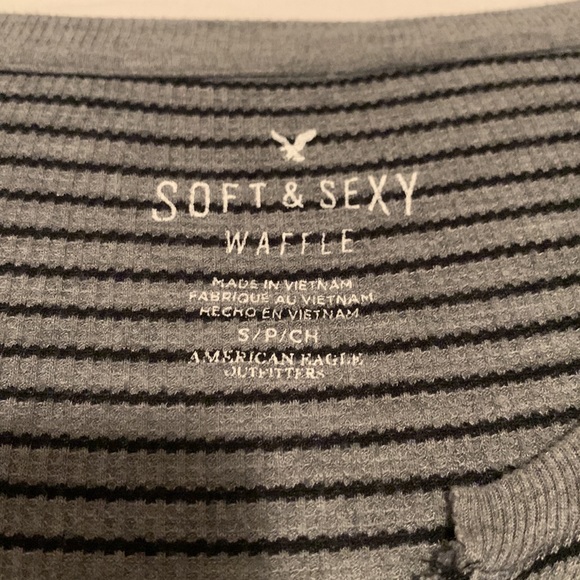 SOFT & SEXY
WAFFLE
MADE IN VIETNAM
FABRIQUE AU VIETNAM
HECHO EN VIETNAM
S/P/CH
AMERICAN EAGLE
OUTFITTERS